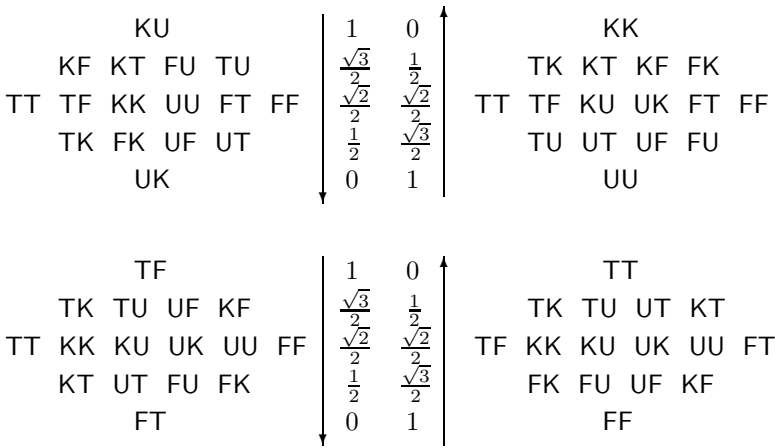 KU 1 0 KK
KF KT FU TU √3/2 1/2 TK KT KF FK
TT TF KK UU FT FF √2/2 √2/2 TT TF KU UK FT FF
TK FK UF UT 1/2 √3/2 TU UT UF FU
UK 0 1 UU
TF 1 0 TT
TK TU UF KF √3/2 1/2 TK TU UT KT
TT KK KU UK UU FF √2/2 √2/2 TF KK KU UK UU FT
KT UT FU FK 1/2 √3/2 FK FU UF KF
FT 0 1 FF